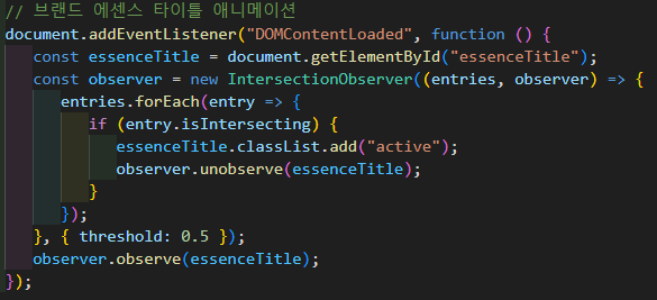 // 브랜드 에센스 타이틀 애니메이션
document.addEventListener("DOMContentLoaded", function () {
    const essenceTitle = document.getElementById("essenceTitle");
    const observer = new IntersectionObserver((entries, observer) => {
        entries.forEach(entry => {
            if (entry.isIntersecting) {
                essenceTitle.classList.add("active");
                observer.unobserve(essenceTitle);
            }
        });
    }, { threshold: 0.5 });
    observer.observe(essenceTitle);
});